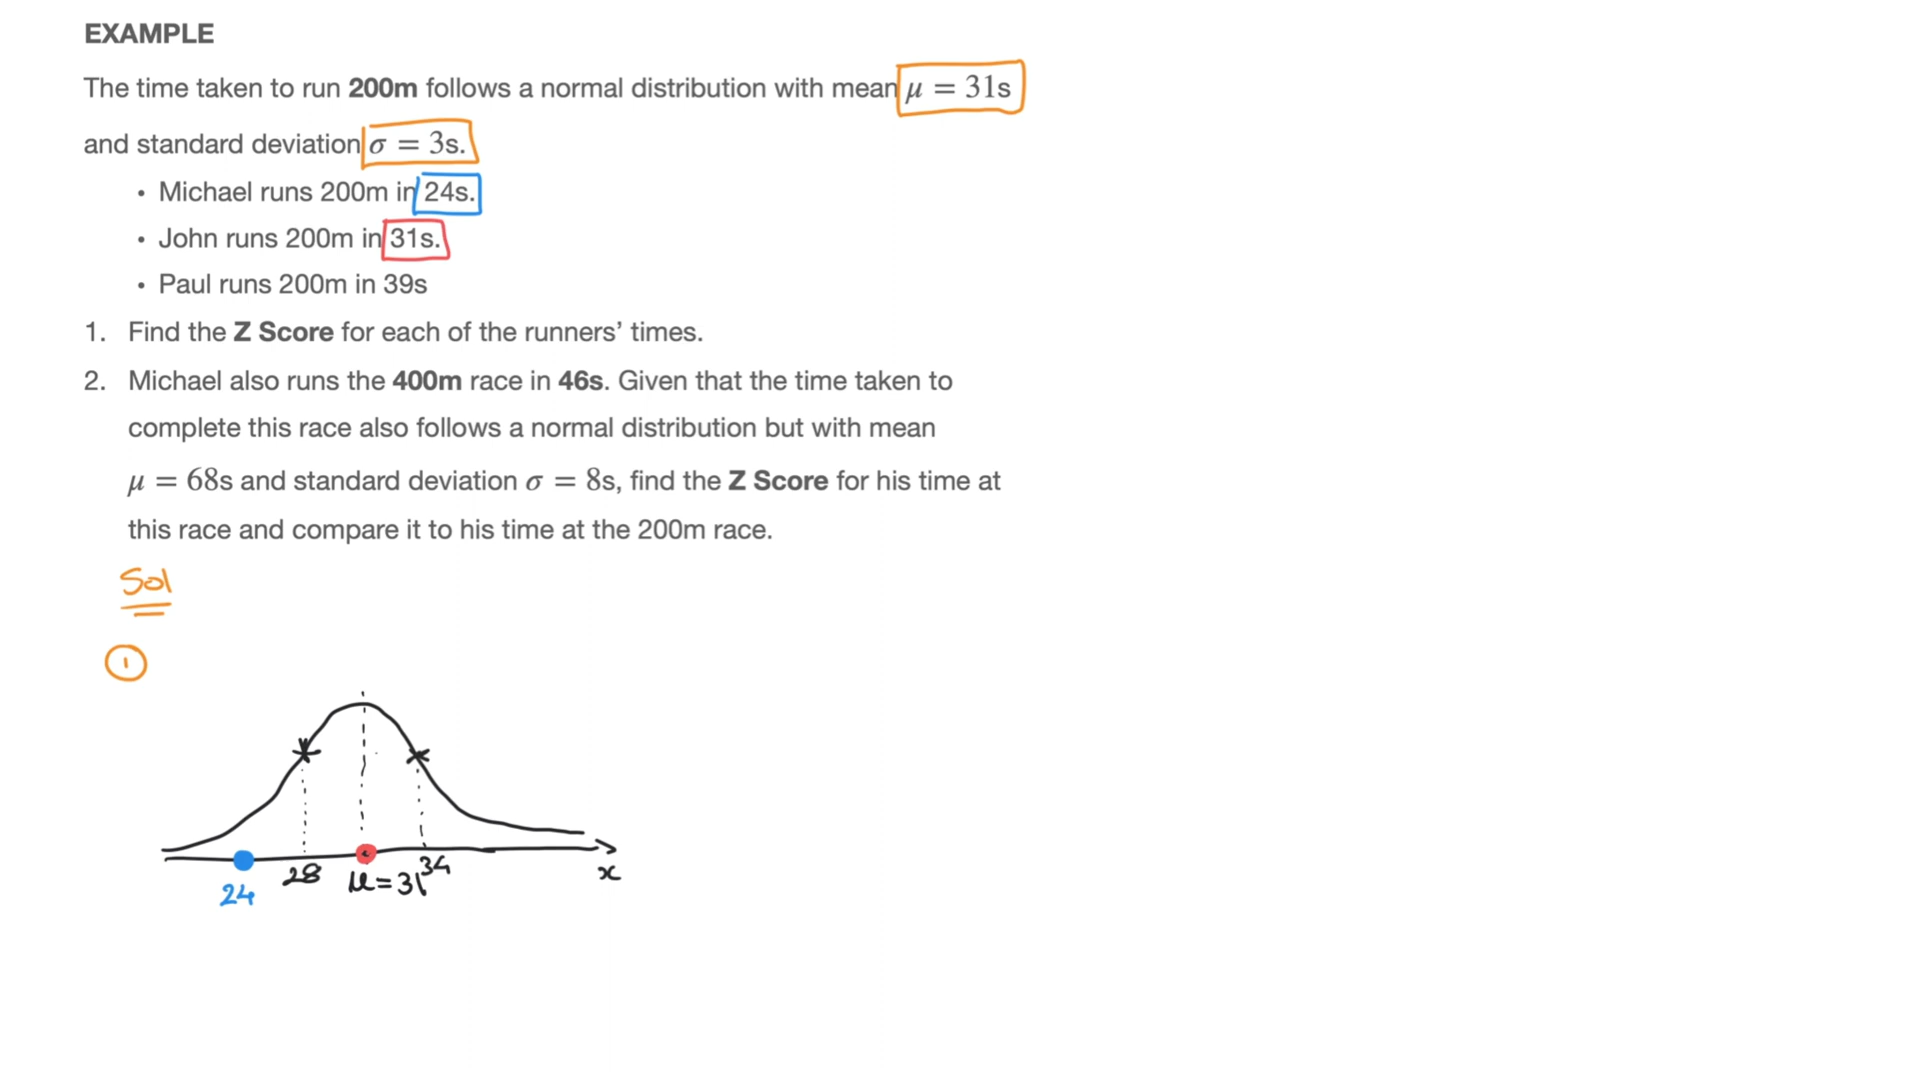 EXAMPLE
The time taken to run 200m follows a normal distribution with mean μ = 31s
and standard deviation σ = 3s.
• Michael runs 200m in 24s.
• John runs 200m in 31s.
• Paul runs 200m in 39s
1. Find the Z Score for each of the runners’ times.
2. Michael also runs the 400m race in 46s. Given that the time taken to
complete this race also follows a normal distribution but with mean
μ = 68s and standard deviation σ = 8s, find the Z Score for his time at
this race and compare it to his time at the 200m race.
Sol
1
24 28 μ=31 34 x